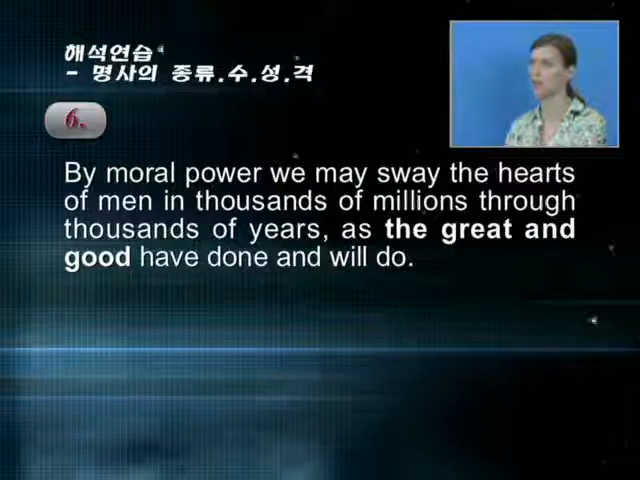 해석연습
- 명사의 종류.수.성.격
6.
By moral power we may sway the hearts
of men in thousands of millions through
thousands of years, as the great and
good have done and will do.